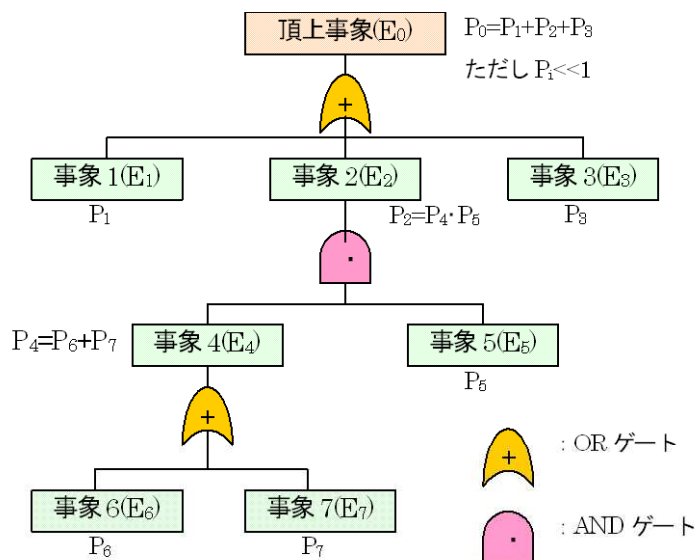 頂上事象(E₀)
P₀=P₁+P₂+P₃
ただし Pᵢ<<1
+
事象1(E₁)
事象2(E₂)
事象3(E₃)
P₁
P₂=P₄·P₅
P₃
·
P₄=P₆+P₇
事象4(E₄)
事象5(E₅)
P₅
+
事象6(E₆)
事象7(E₇)
P₆
P₇
+
: OR ゲート
·
: AND ゲート